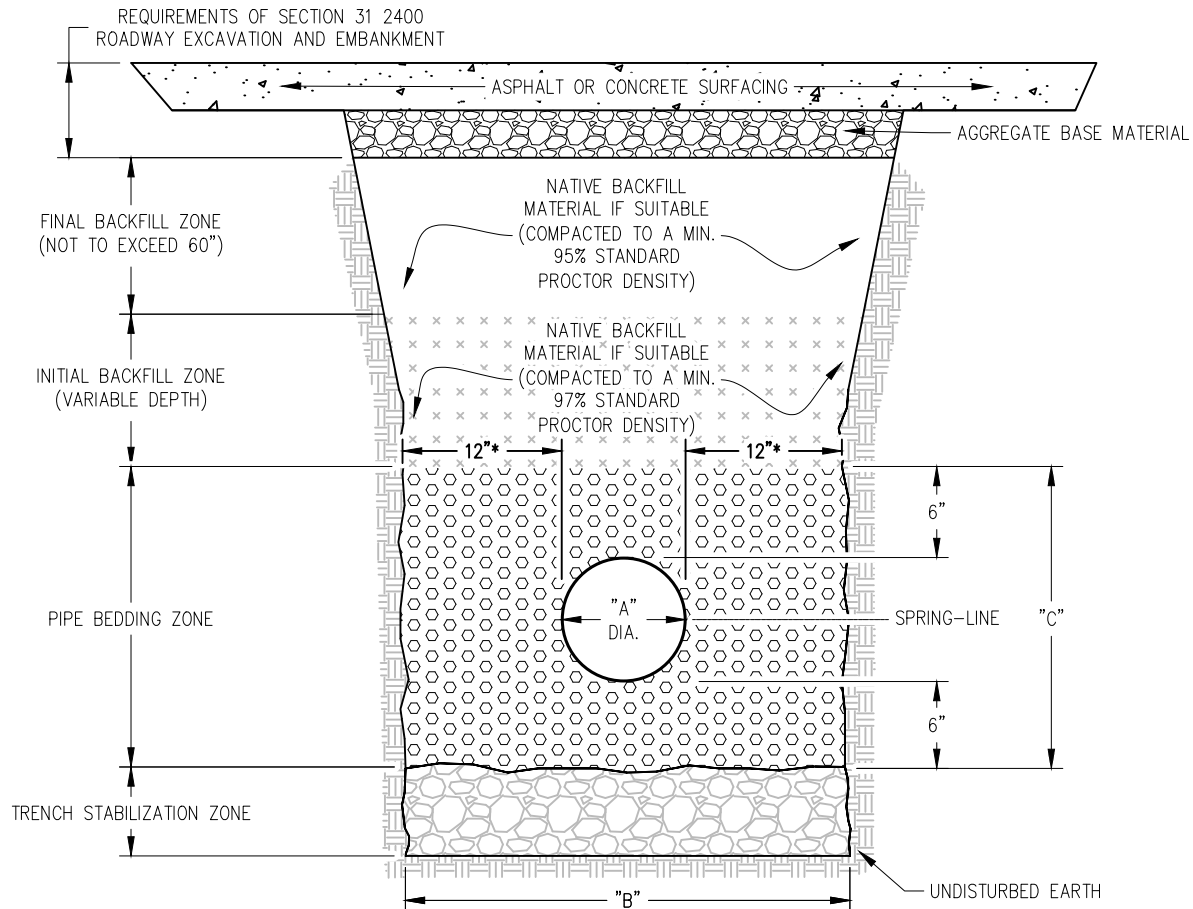 REQUIREMENTS OF SECTION 31 2400
ROADWAY EXCAVATION AND EMBANKMENT
ASPHALT OR CONCRETE SURFACING
AGGREGATE BASE MATERIAL
FINAL BACKFILL ZONE
(NOT TO EXCEED 60")
NATIVE BACKFILL
MATERIAL IF SUITABLE
(COMPACTED TO A MIN.
95% STANDARD
PROCTOR DENSITY)
INITIAL BACKFILL ZONE
(VARIABLE DEPTH)
NATIVE BACKFILL
MATERIAL IF SUITABLE
(COMPACTED TO A MIN.
97% STANDARD
PROCTOR DENSITY)
12"*
12"*
6"
PIPE BEDDING ZONE
"A"
DIA.
SPRING-LINE
"C"
6"
TRENCH STABILIZATION ZONE
UNDISTURBED EARTH
"B"